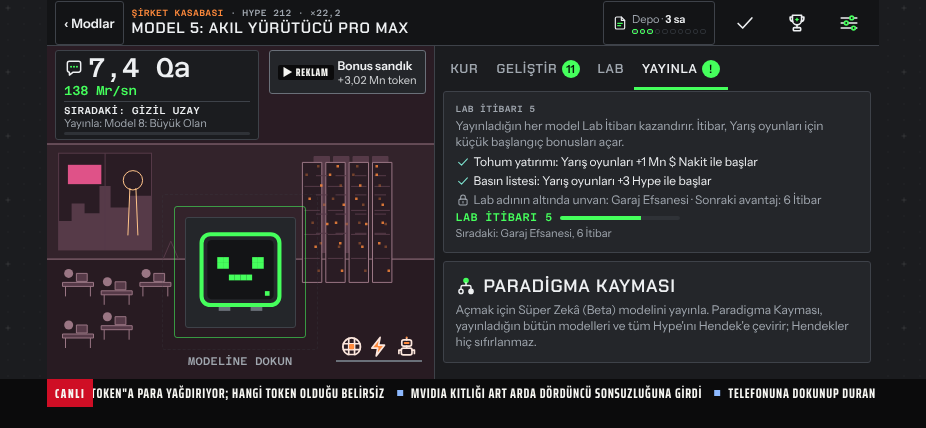 ‹ Modlar
ŞİRKET KASABASI · HYPE 212 · ×22,2
MODEL 5: AKIL YÜRÜTÜCÜ PRO MAX
Depo · 3 sa
7,4 Qa
138 Mr/sn
SIRADAKİ: GİZİL UZAY
Yayınla: Model 8: Büyük Olan
REKLAM
Bonus sandık
+3,02 Mn token
MODELİNE DOKUN
KUR
GELİŞTİR 11
LAB
YAYINLA !
LAB İTİBARI 5
Yayınladığın her model Lab İtibarı kazandırır. İtibar, Yarış oyunları için
küçük başlangıç bonusları açar.
Tohum yatırımı: Yarış oyunları +1 Mn $ Nakit ile başlar
Basın listesi: Yarış oyunları +3 Hype ile başlar
Lab adının altında unvan: Garaj Efsanesi · Sonraki avantaj: 6 İtibar
LAB İTİBARI 5
Sıradaki: Garaj Efsanesi, 6 İtibar
PARADİGMA KAYMASI
Açmak için Süper Zekâ (Beta) modelini yayınla. Paradigma Kayması,
yayınladığın bütün modelleri ve tüm Hype'ını Hendek'e çevirir; Hendekler
hiç sıfırlanmaz.
CANLI TOKEN"A PARA YAĞDIRIYOR; HANGİ TOKEN OLDUĞU BELİRSİZ ■ MVIDIA KITLIĞI ART ARDA DÖRDÜNCÜ SONSUZLUĞUNA GİRDİ ■ TELEFONUNA DOKUNUP DURAN